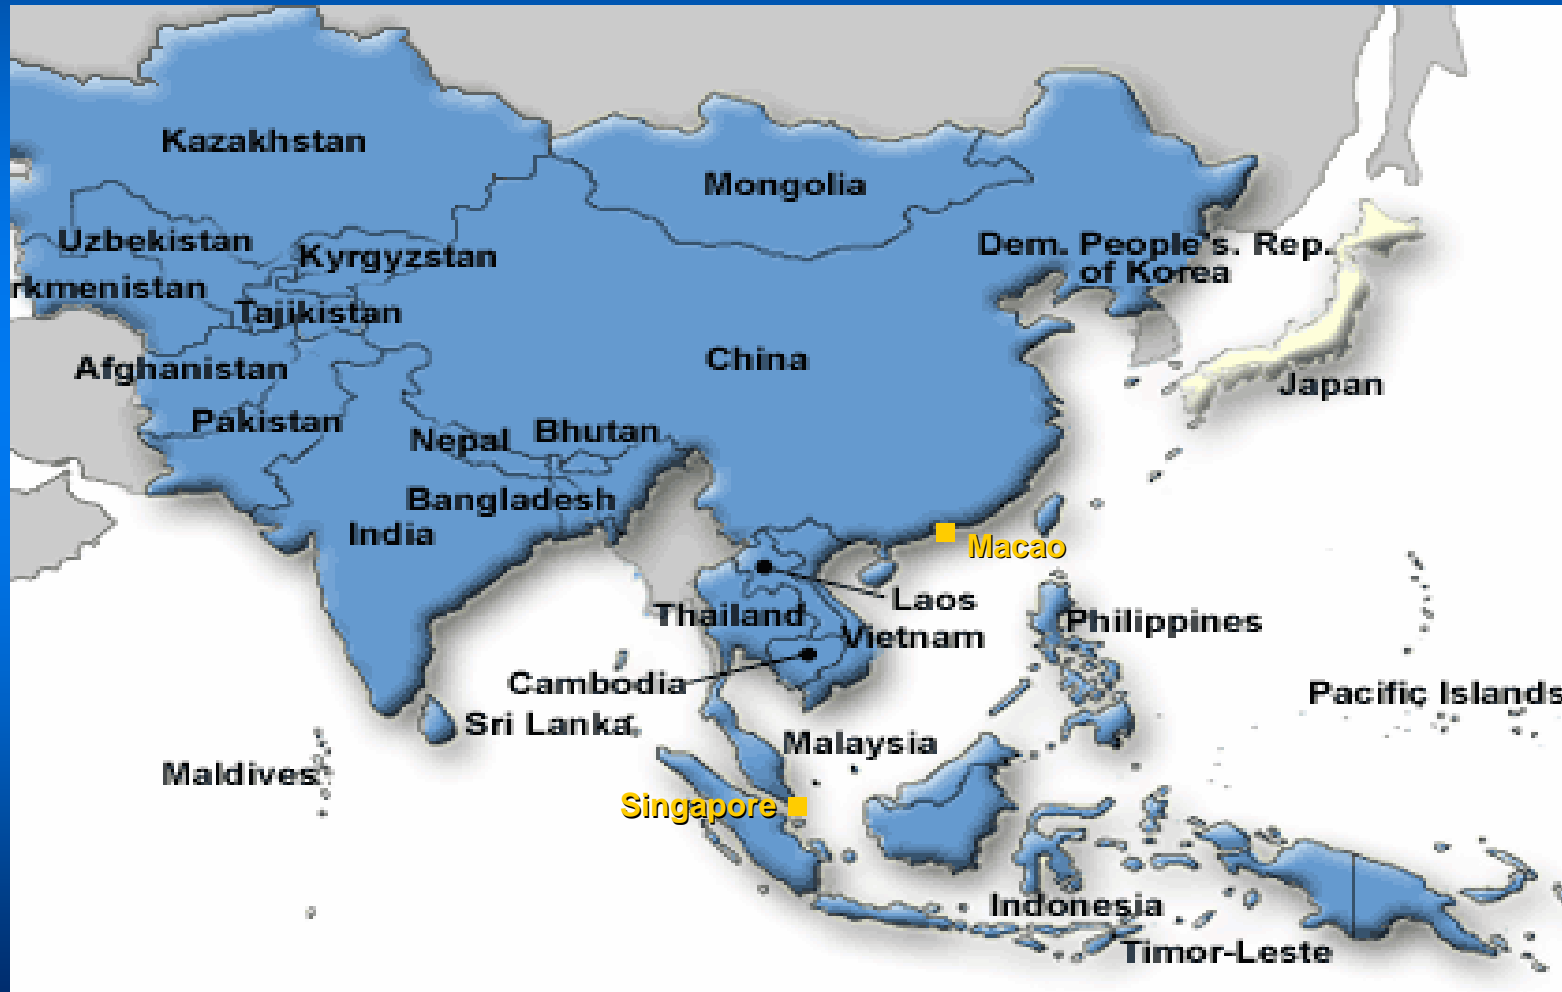 Kazakhstan
Mongolia
Uzbekistan
Kyrgyzstan
Dem. People's. Rep.
of Korea
rkmenistan
Tajikistan
China
Afghanistan
Japan
Pakistan
Nepal
Bhutan
Bangladesh
India
Macao
Laos
Thailand
Philippines
Vietnam
Cambodia
Pacific Islands
Sri Lanka
Malaysia
Maldives
Singapore
Indonesia
Timor-Leste